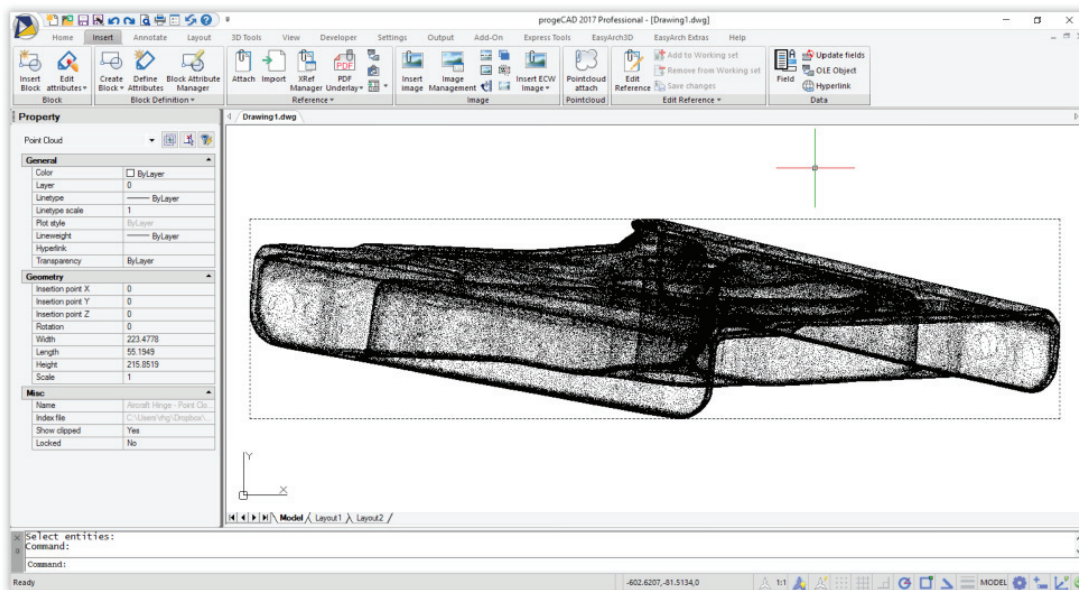 progeCAD 2017 Professional - [Drawing1.dwg]
Home Insert Annotate Layout 3D Tools View Developer Settings Output Add-On Express Tools EasyArch3D EasyArch Extras Help
Insert Block
Edit attributes
Block
Create Block
Define Attributes
Block Attribute Manager
Block Definition
Attach
Import
XRef Manager
PDF Underlay
Reference
Insert image
Image Management
Insert ECW Image
Image
Pointcloud attach
Pointcloud
Edit Reference
Add to Working set
Remove from Working set
Save changes
Edit Reference
Field
Update fields
OLE Object
Hyperlink
Data
Property
Point Cloud
General
Color ByLayer
Layer 0
Linetype ByLayer
Linetype scale 1
Plot style ByLayer
Lineweight ByLayer
Hyperlink
Transparency ByLayer
Geometry
Insertion point X 0
Insertion point Y 0
Insertion point Z 0
Rotation 0
Width 223.4778
Length 55.1949
Height 215.8519
Scale 1
Misc
Name Aircraft Hinge - Point Clo...
Index file C:\Users\rhg\Dropbox\...
Show clipped Yes
Locked No
Drawing1.dwg
Y
X
Model Layout1 Layout2
Select entities:
Command:
Command:
Ready -602.6207,-81.5134,0 1:1 MODEL